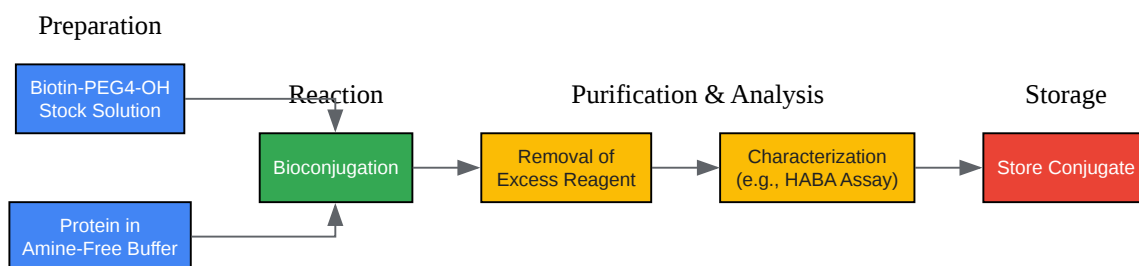 Preparation
Biotin-PEG4-OH
Stock Solution
Protein in
Amine-Free Buffer
Reaction
Bioconjugation
Purification & Analysis
Removal of
Excess Reagent
Characterization
(e.g., HABA Assay)
Storage
Store Conjugate